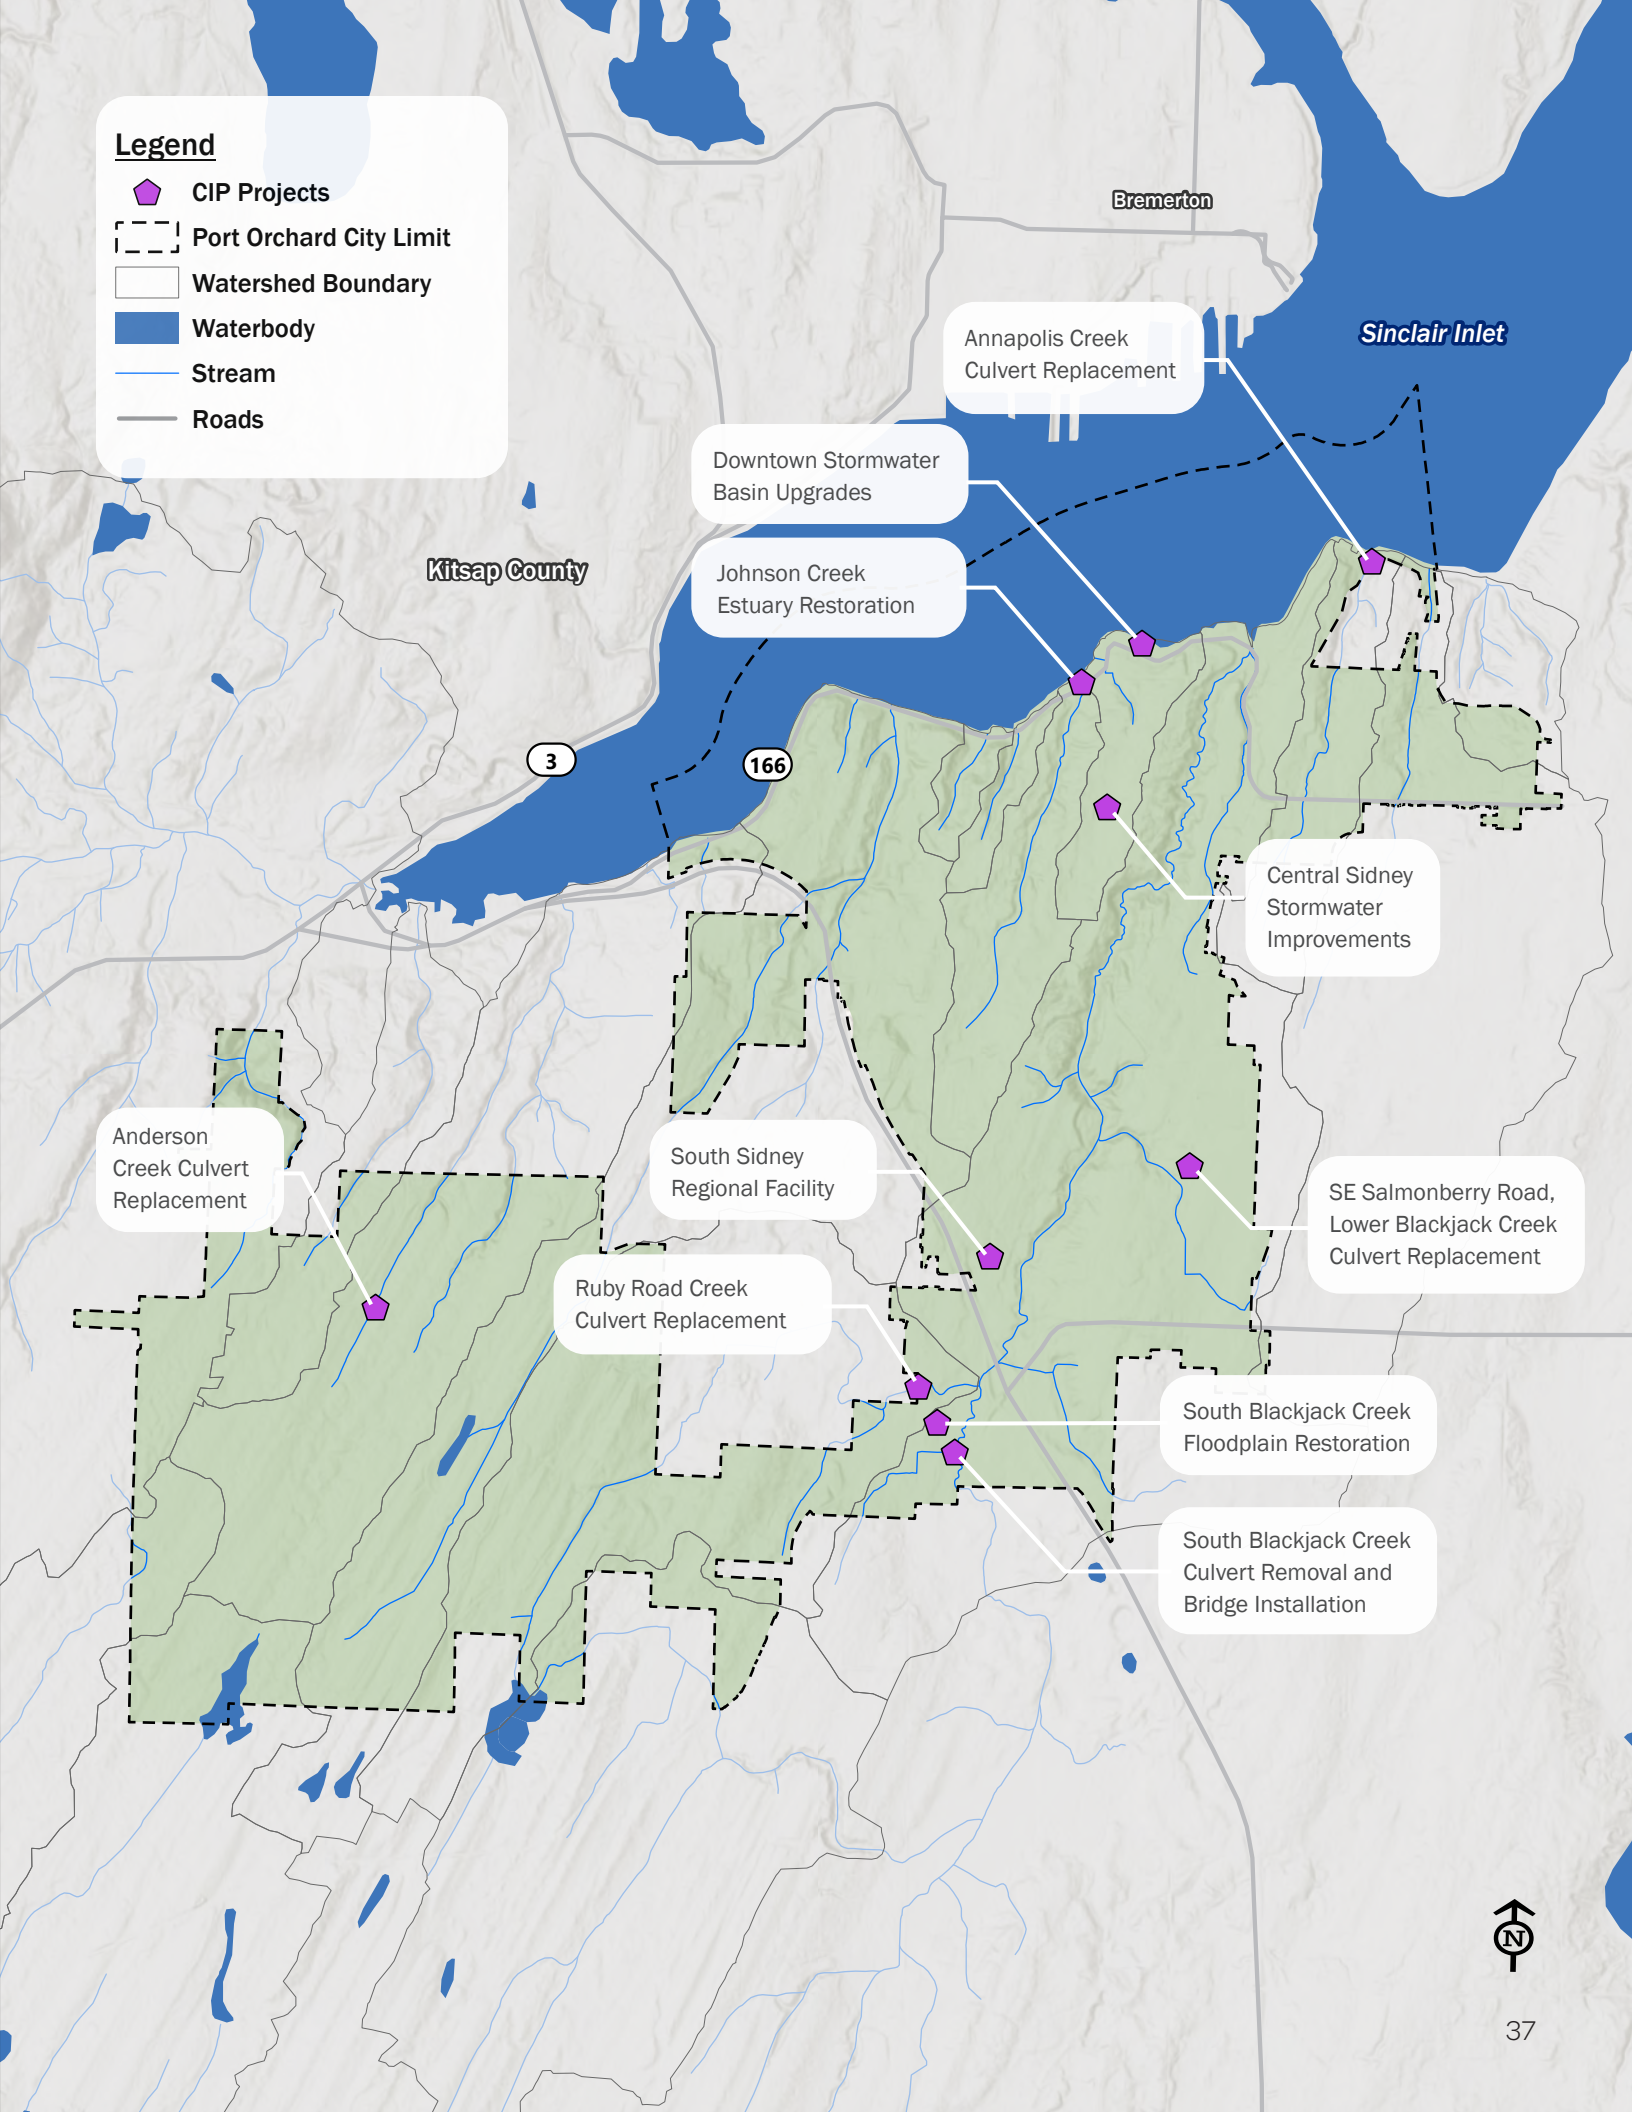 Legend
CIP Projects
Port Orchard City Limit
Watershed Boundary
Waterbody
Stream
Roads
Bremerton
Sinclair Inlet
Annapolis Creek
Culvert Replacement
Downtown Stormwater
Basin Upgrades
Kitsap County
Johnson Creek
Estuary Restoration
3
166
Central Sidney
Stormwater
Improvements
Anderson
Creek Culvert
Replacement
South Sidney
Regional Facility
SE Salmonberry Road,
Lower Blackjack Creek
Culvert Replacement
Ruby Road Creek
Culvert Replacement
South Blackjack Creek
Floodplain Restoration
South Blackjack Creek
Culvert Removal and
Bridge Installation
N
37